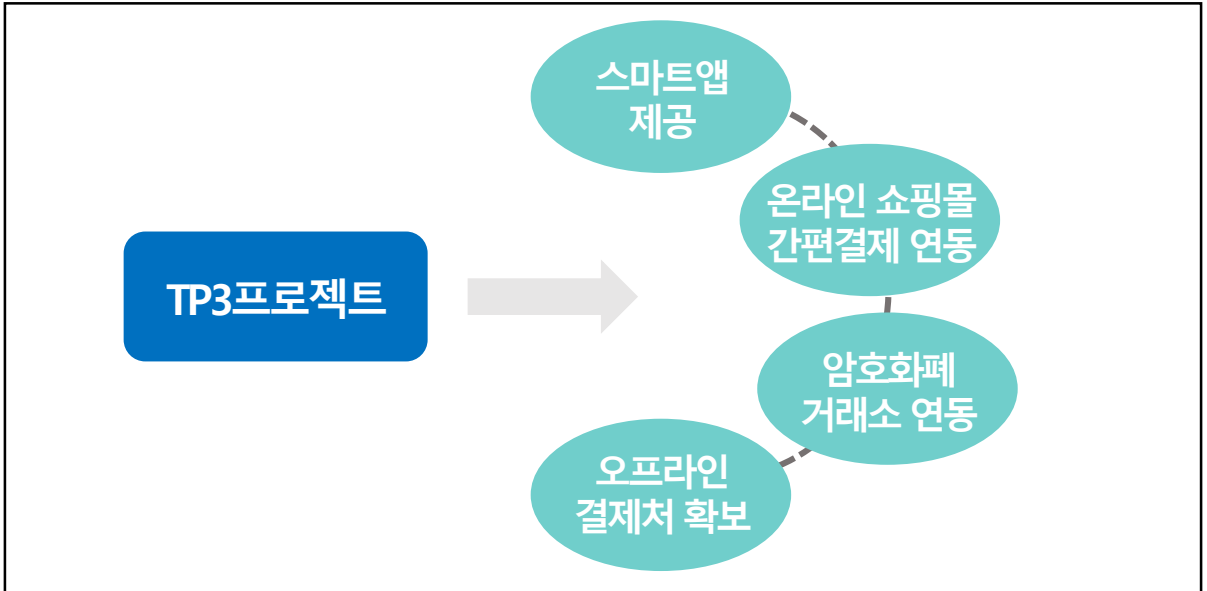 스마트앱
제공
온라인 쇼핑몰
간편결제 연동
TP3프로젝트
암호화폐
거래소 연동
오프라인
결제처 확보